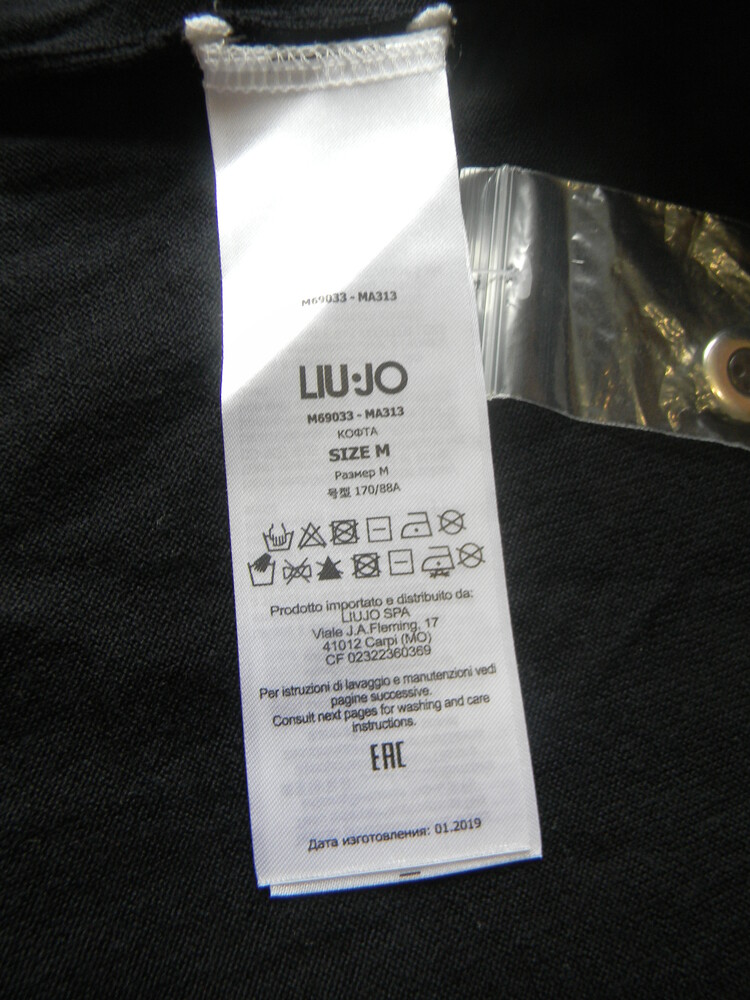 M69033 - MA313
LIU·JO
M69033 - MA313
КОФТА
SIZE M
Размер M
号型 170/88A
Prodotto importato e distribuito da:
LIUJO SPA
Viale J.A.Fleming, 17
41012 Carpi (MO)
CF 02322360369
Per istruzioni di lavaggio e manutenzioni vedi
pagine successive.
Consult next pages for washing and care
instructions.
EAC
Дата изготовления: 01.2019